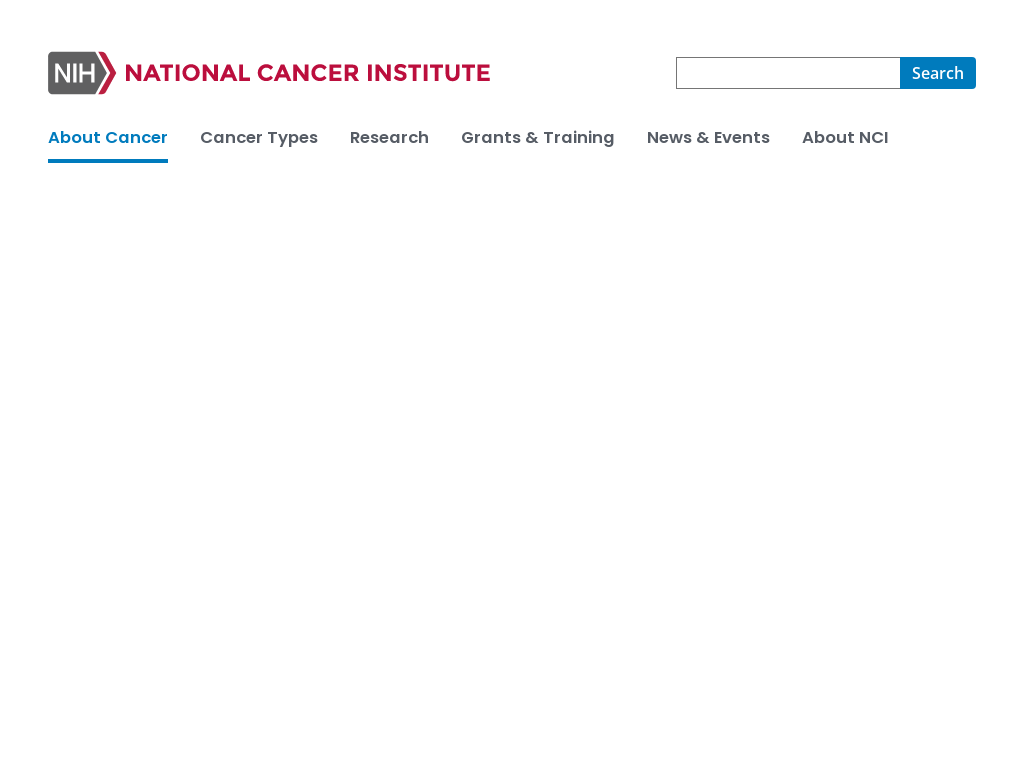 NIH NATIONAL CANCER INSTITUTE
Search
About Cancer Cancer Types Research Grants & Training News & Events About NCI